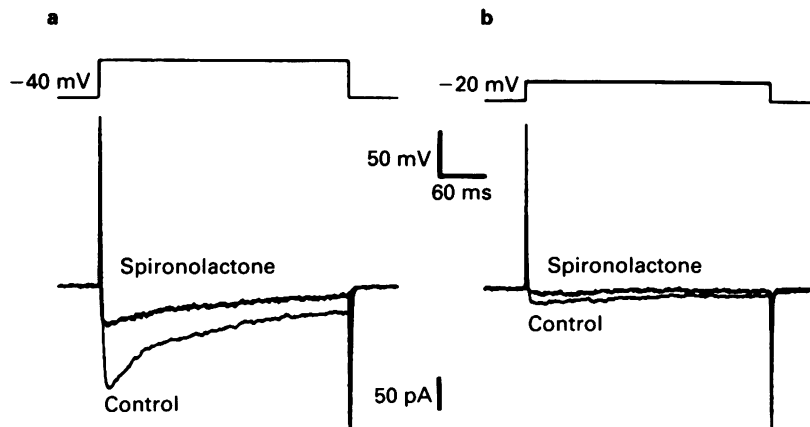 a
b
−40 mV
−20 mV
50 mV
60 ms
Spironolactone
Spironolactone
Control
Control
50 pA